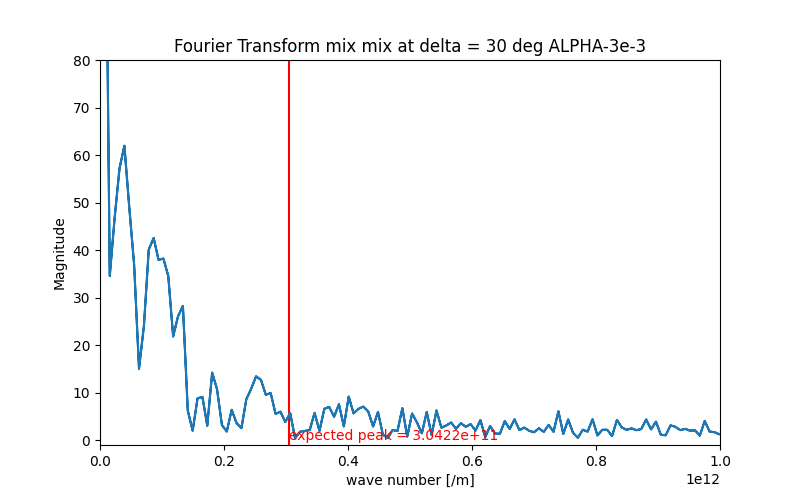 Fourier Transform mix mix at delta = 30 deg ALPHA-3e-3
80
70
60
50
40
30
20
10
0
Magnitude
expected peak = 3.0422e+11
0.0 0.2 0.4 0.6 0.8 1.0
1e12
wave number [/m]